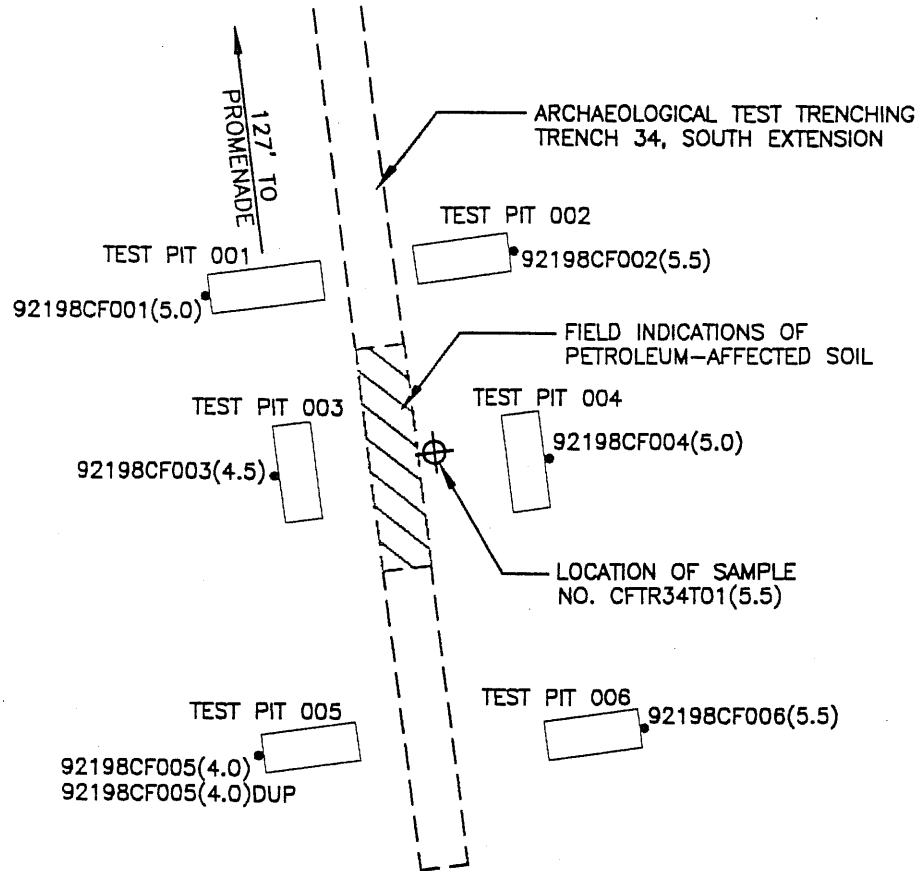 127' TO
PROMENADE
ARCHAEOLOGICAL TEST TRENCHING
TRENCH 34, SOUTH EXTENSION
TEST PIT 002
92198CF002(5.5)
TEST PIT 001
92198CF001(5.0)
FIELD INDICATIONS OF
PETROLEUM-AFFECTED SOIL
TEST PIT 003
92198CF003(4.5)
TEST PIT 004
92198CF004(5.0)
LOCATION OF SAMPLE
NO. CFTR34T01(5.5)
TEST PIT 005
92198CF005(4.0)
92198CF005(4.0)DUP
TEST PIT 006
92198CF006(5.5)